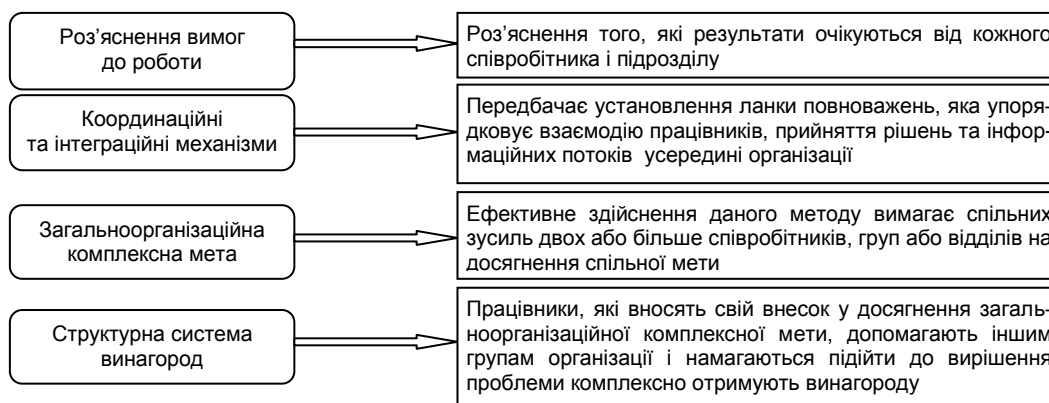 Роз’яснення вимог
до роботи
Роз’яснення того, які результати очікуються від кожного
співробітника і підрозділу
Координаційні
та інтеграційні механізми
Передбачає установлення ланки повноважень, яка упоря-
дковує взаємодію працівників, прийняття рішень та інфор-
маційних потоків усередині організації
Загальноорганізаційна
комплексна мета
Ефективне здійснення даного методу вимагає спільних
зусиль двох або більше співробітників, груп або відділів на
досягнення спільної мети
Структурна система
винагород
Працівники, які вносять свій внесок у досягнення загаль-
ноорганізаційної комплексної мети, допомагають іншим
групам організації і намагаються підійти до вирішення
проблеми комплексно отримують винагороду